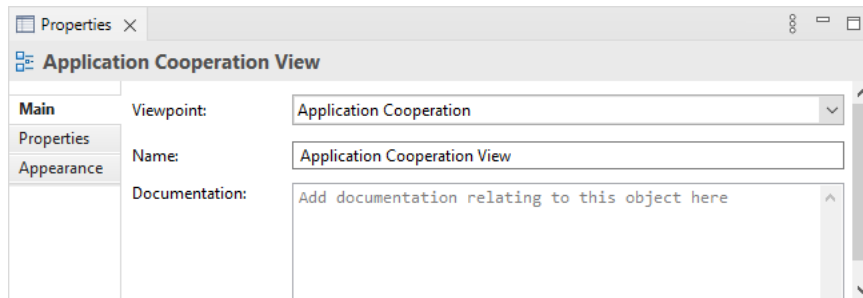 Properties
Application Cooperation View
Main
Viewpoint: Application Cooperation
Properties
Name: Application Cooperation View
Appearance
Documentation: Add documentation relating to this object here